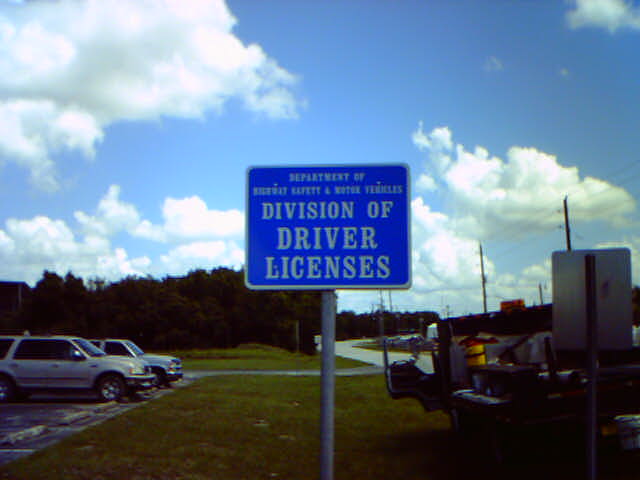 DEPARTMENT OF
HIGHWAY SAFETY & MOTOR VEHICLES
DIVISION OF
DRIVER
LICENSES